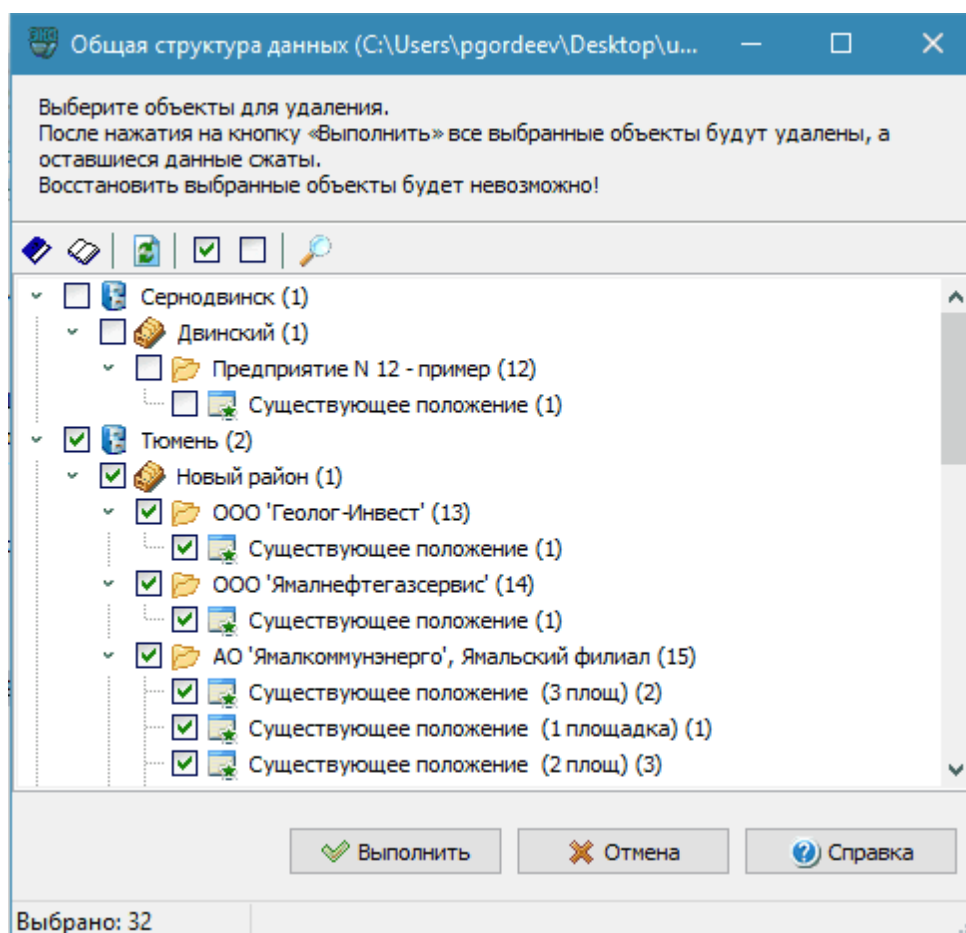 Общая структура данных (C:\Users\pgordeev\Desktop\u...
Выберите объекты для удаления.
После нажатия на кнопку «Выполнить» все выбранные объекты будут удалены, а
оставшиеся данные сжаты.
Восстановить выбранные объекты будет невозможно!
Сернодвинск (1)
Двинский (1)
Предприятие N 12 - пример (12)
Существующее положение (1)
Тюмень (2)
Новый район (1)
ООО 'Геолог-Инвест' (13)
Существующее положение (1)
ООО 'Ямалнефтегазсервис' (14)
Существующее положение (1)
АО 'Ямалкоммунэнерго', Ямальский филиал (15)
Существующее положение (3 площ) (2)
Существующее положение (1 площадка) (1)
Существующее положение (2 площ) (3)
Выполнить
Отмена
Справка
Выбрано: 32